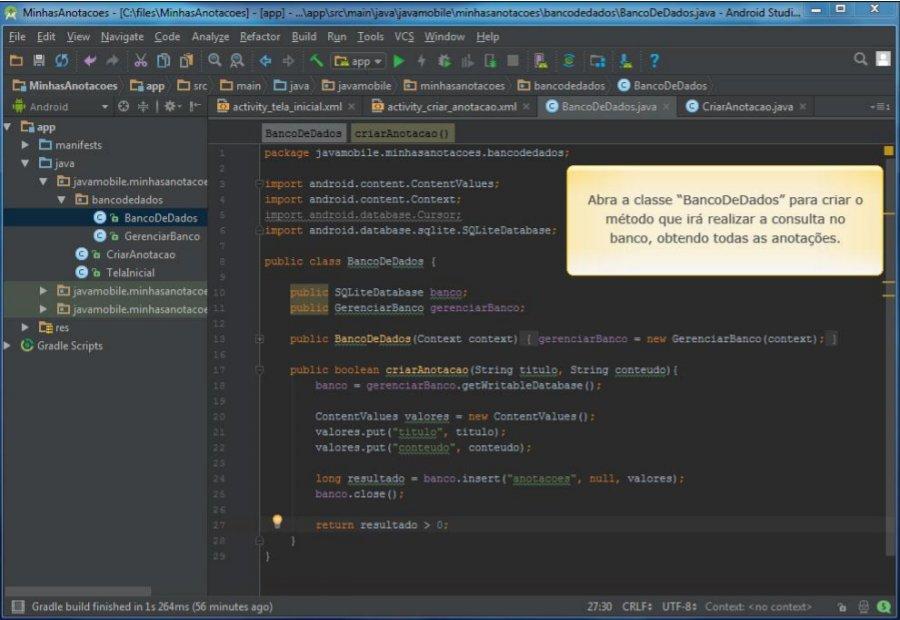 MinhasAnotacoes - [C:\files\MinhasAnotacoes] - [app] - ...\app\src\main\java\javamobile\minhasanotacoes\bancodedados\BancoDeDados.java - Android Studi...
File Edit View Navigate Code Analyze Refactor Build Run Tools VCS Window Help
app
MinhasAnotacoes app src main java javamobile minhasanotacoes bancodedados BancoDeDados
Android
activity_tela_inicial.xml × activity_criar_anotacao.xml × BancoDeDados.java × CriarAnotacao.java ×
app
manifests
java
javamobile.minhasanotacoe
bancodedados
BancoDeDados
GerenciarBanco
CriarAnotacao
TelaInicial
javamobile.minhasanotacoe
javamobile.minhasanotacoe
res
Gradle Scripts
BancoDeDados criarAnotacao()
1 package javamobile.minhasanotacoes.bancodedados;
2
3 import android.content.ContentValues;
4 import android.content.Context;
5 import android.database.Cursor;
6 import android.database.sqlite.SQLiteDatabase;
7
8 public class BancoDeDados {
9
10 public SQLiteDatabase banco;
11 public GerenciarBanco gerenciarBanco;
12
13 public BancoDeDados(Context context) { gerenciarBanco = new GerenciarBanco(context); }
16
17 public boolean criarAnotacao(String titulo, String conteudo){
18 banco = gerenciarBanco.getWritableDatabase();
19
20 ContentValues valores = new ContentValues();
21 valores.put("titulo", titulo);
22 valores.put("conteudo", conteudo);
23
24 long resultado = banco.insert("anotacoes", null, valores);
25 banco.close();
26
27 return resultado > 0;
28 }
29 }
Abra a classe “BancoDeDados” para criar o
método que irá realizar a consulta no
banco, obtendo todas as anotações.
Gradle build finished in 1s 264ms (56 minutes ago) 27:30 CRLF UTF-8 Context: <no context>